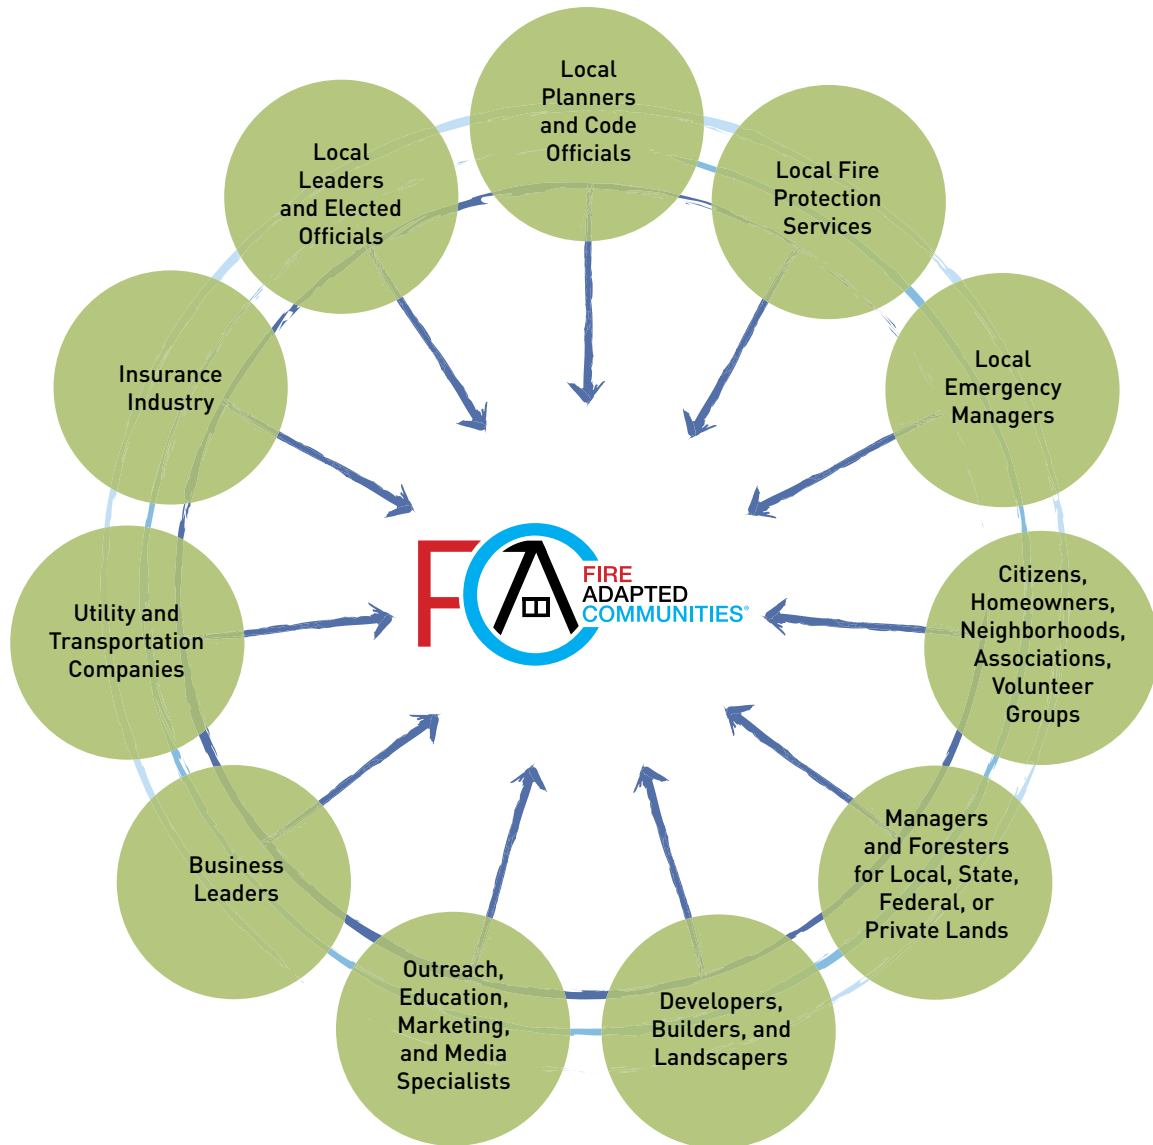 Local
Planners
and Code
Officials
Local Fire
Protection
Services
Local
Emergency
Managers
Citizens,
Homeowners,
Neighborhoods,
Associations,
Volunteer
Groups
Managers
and Foresters
for Local, State,
Federal, or
Private Lands
Developers,
Builders, and
Landscapers
Outreach,
Education,
Marketing,
and Media
Specialists
Business
Leaders
Utility and
Transportation
Companies
Insurance
Industry
Local
Leaders
and Elected
Officials
FAC
FIRE
ADAPTED
COMMUNITIES®